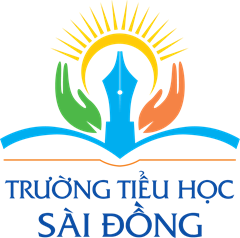 TRƯỜNG TIỂU HỌC
SÀI ĐỒNG